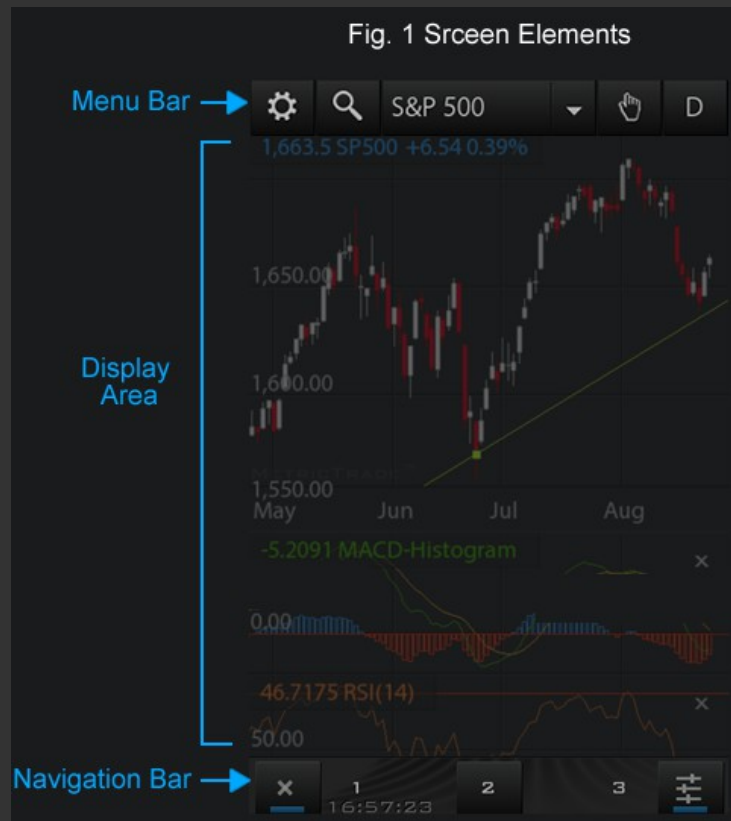 Fig. 1 Srceen Elements
Menu Bar
S&P 500
D
1,663.5 SP500 +6.54 0.39%
1,650.00
Display
Area
1,600.00
METRICTRADE
1,550.00
May Jun Jul Aug
-5.2091 MACD-Histogram
0.00
46.7175 RSI(14)
50.00
Navigation Bar
1 2 3
16:57:23